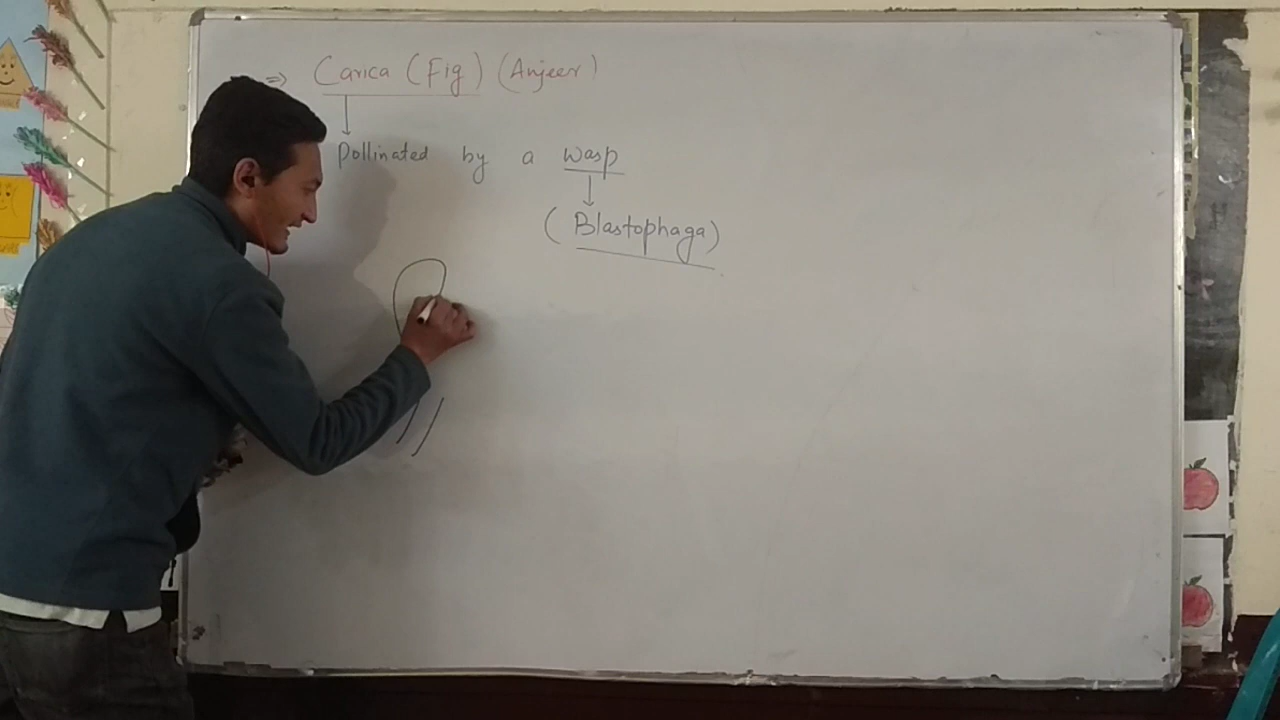 ⇒ Carica (Fig) (Anjeer)
↓
Pollinated by a wasp
↓
(Blastophaga)